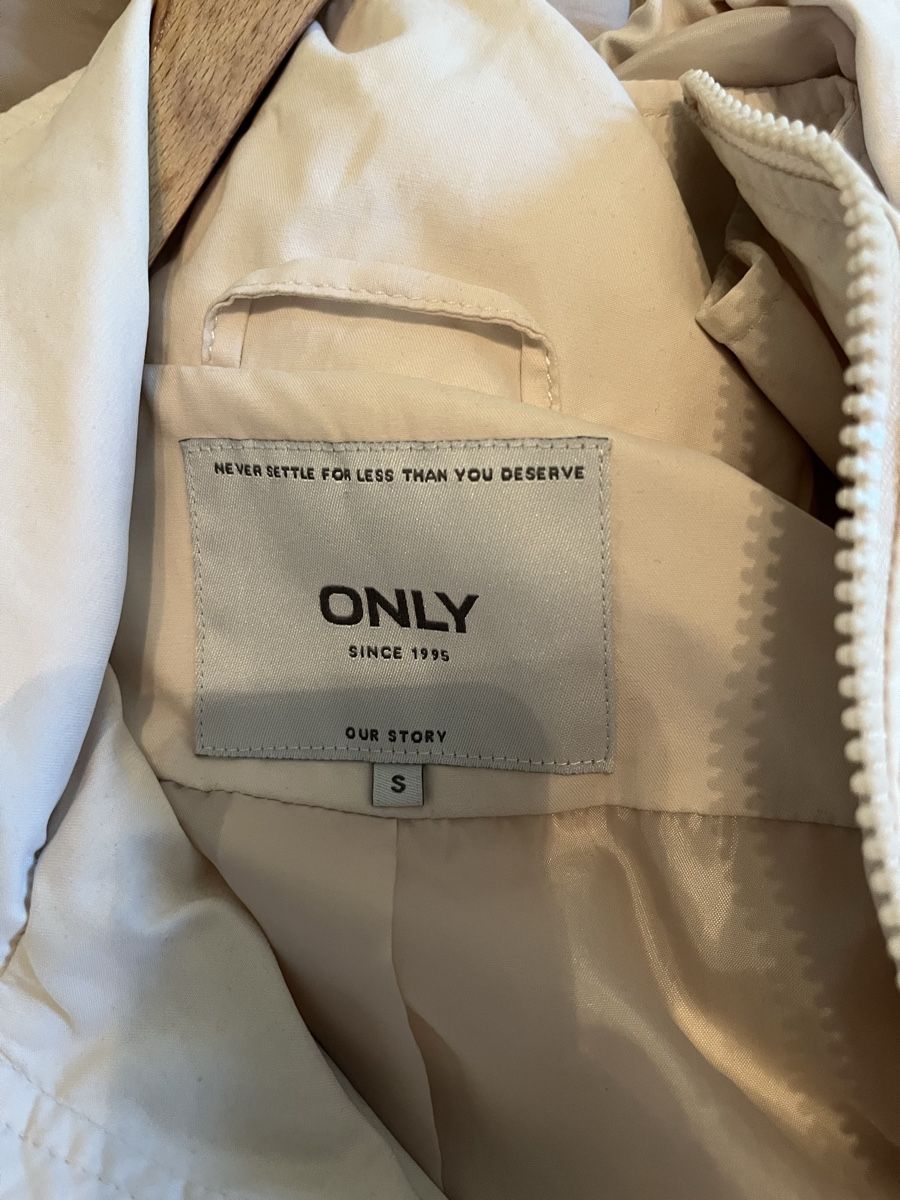 NEVER SETTLE FOR LESS THAN YOU DESERVE
ONLY
SINCE 1995
OUR STORY
S